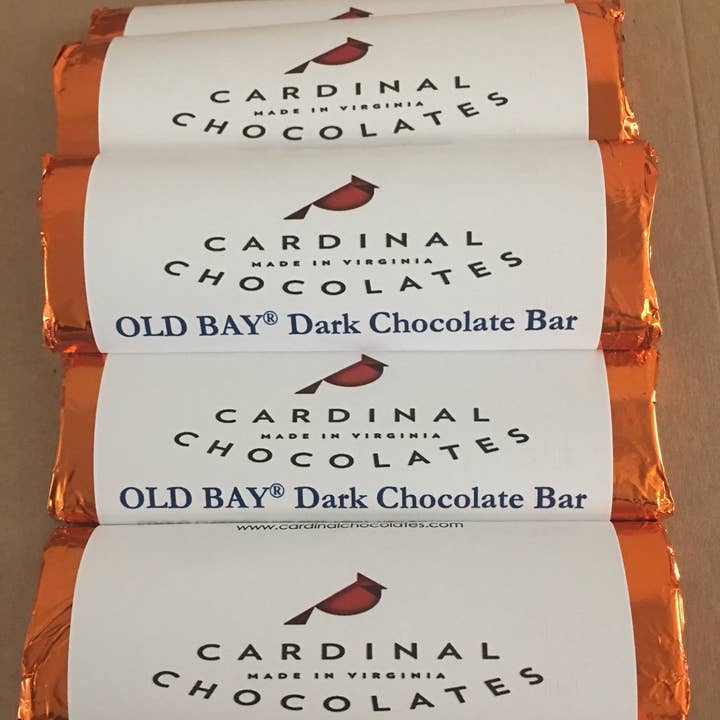 CARDINAL
MADE IN VIRGINIA
CHOCOLATES
CARDINAL
MADE IN VIRGINIA
CHOCOLATES
OLD BAY® Dark Chocolate Bar
CARDINAL
MADE IN VIRGINIA
CHOCOLATES
OLD BAY® Dark Chocolate Bar
www.cardinalchocolates.com
CARDINAL
MADE IN VIRGINIA
CHOCOLATES